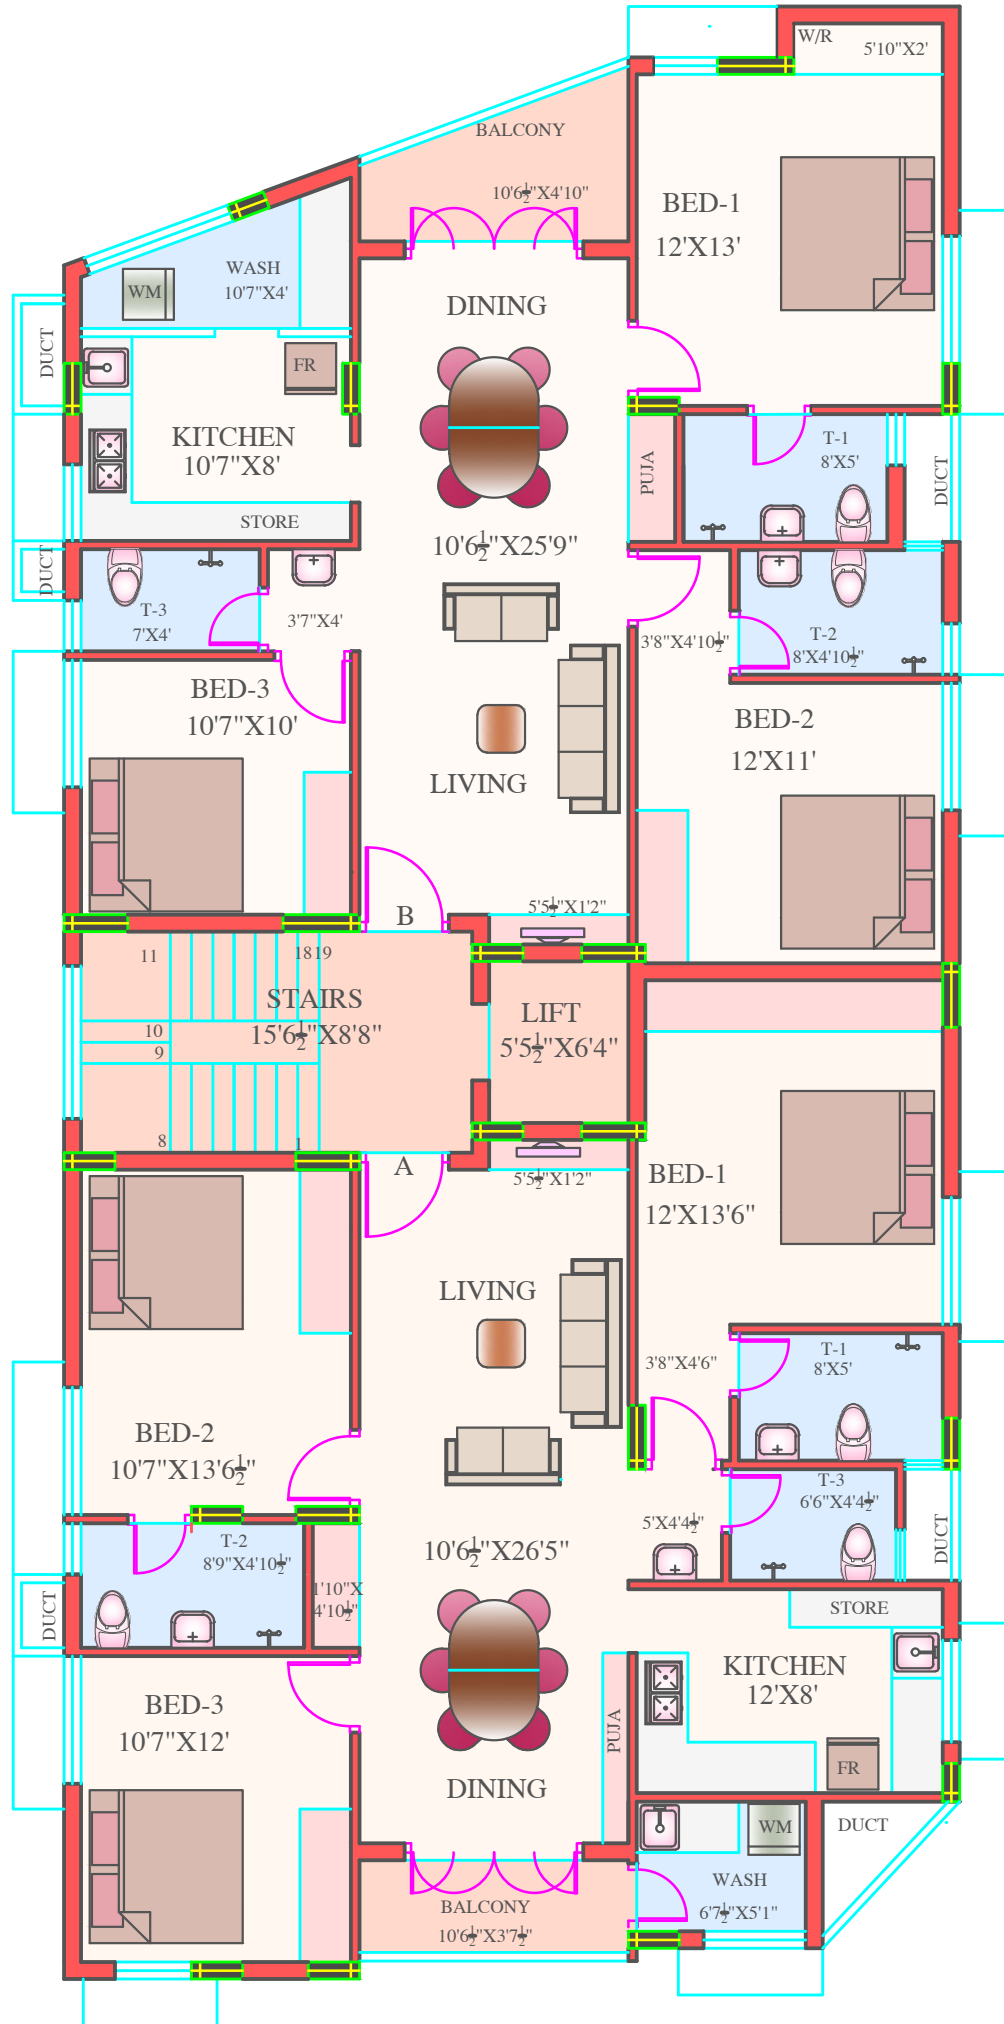 W/R
5'10"X2'
BALCONY
10'6½"X4'10"
BED-1
12'X13'
WASH
10'7"X4'
WM
DINING
DUCT
FR
KITCHEN
10'7"X8'
T-1
8'X5'
PUJA
DUCT
STORE
10'6½"X25'9"
DUCT
T-3
7'X4'
3'7"X4'
3'8"X4'10½"
T-2
8'X4'10½"
BED-3
10'7"X10'
BED-2
12'X11'
LIVING
5'5½"X1'2"
B
11
1819
STAIRS
15'6½"X8'8"
10
9
LIFT
5'5½"X6'4"
8
1
A
5'5½"X1'2"
BED-1
12'X13'6"
LIVING
3'8"X4'6"
T-1
8'X5'
BED-2
10'7"X13'6½"
T-3
6'6"X4'4½"
T-2
8'9"X4'10½"
5'X4'4½"
DUCT
10'6½"X26'5"
1'10"X
4'10½"
DUCT
STORE
KITCHEN
12'X8'
BED-3
10'7"X12'
PUJA
FR
DINING
WM
DUCT
WASH
6'7½"X5'1"
BALCONY
10'6½"X3'7½"